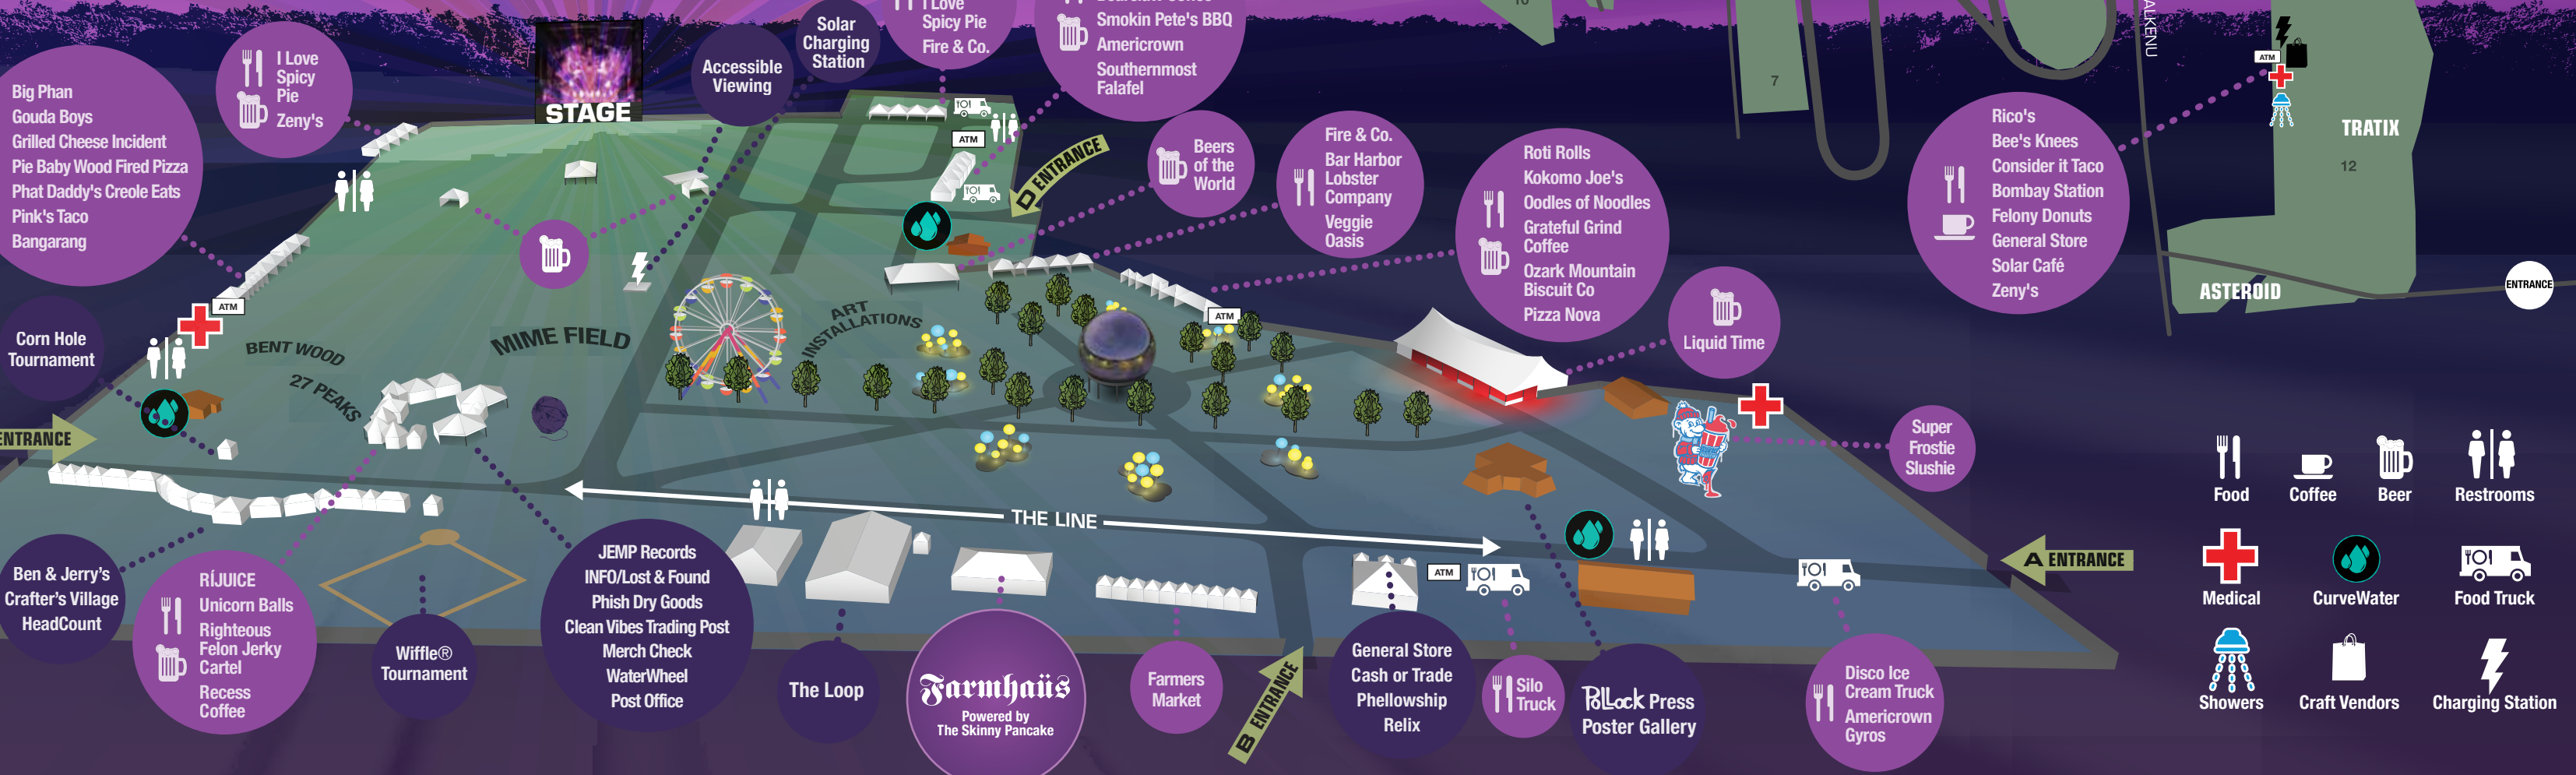 Big Phan
Gouda Boys
Grilled Cheese Incident
Pie Baby Wood Fired Pizza
Phat Daddy's Creole Eats
Pink's Taco
Bangarang
I Love
Spicy
Pie
Zeny's
STAGE
Accessible
Viewing
Solar
Charging
Station
I Love
Spicy Pie
Fire & Co.
Smokin Pete's BBQ
Americrown
Southernmost
Falafel
ATM
D ENTRANCE
Beers
of the
World
Fire & Co.
Bar Harbor
Lobster
Company
Veggie
Oasis
Roti Rolls
Kokomo Joe's
Oodles of Noodles
Grateful Grind
Coffee
Ozark Mountain
Biscuit Co
Pizza Nova
Liquid Time
7
ALKENU
Rico's
Bee's Knees
Consider it Taco
Bombay Station
Felony Donuts
General Store
Solar Café
Zeny's
ATM
TRATIX
12
ASTEROID
ENTRANCE
ATM
Corn Hole
Tournament
BENT WOOD
27 PEAKS
MIME FIELD
ART
INSTALLATIONS
ATM
ENTRANCE
Super
Frostie
Slushie
THE LINE
A ENTRANCE
Ben & Jerry's
Crafter's Village
HeadCount
RÍJUICE
Unicorn Balls
Righteous
Felon Jerky
Cartel
Recess
Coffee
Wiffle®
Tournament
JEMP Records
INFO/Lost & Found
Phish Dry Goods
Clean Vibes Trading Post
Merch Check
WaterWheel
Post Office
The Loop
Farmhaüs
Powered by
The Skinny Pancake
Farmers
Market
B ENTRANCE
ATM
General Store
Cash or Trade
Phellowship
Relix
Silo
Truck
Pollock Press
Poster Gallery
Disco Ice
Cream Truck
Americrown
Gyros
Food
Coffee
Beer
Restrooms
Medical
CurveWater
Food Truck
Showers
Craft Vendors
Charging Station